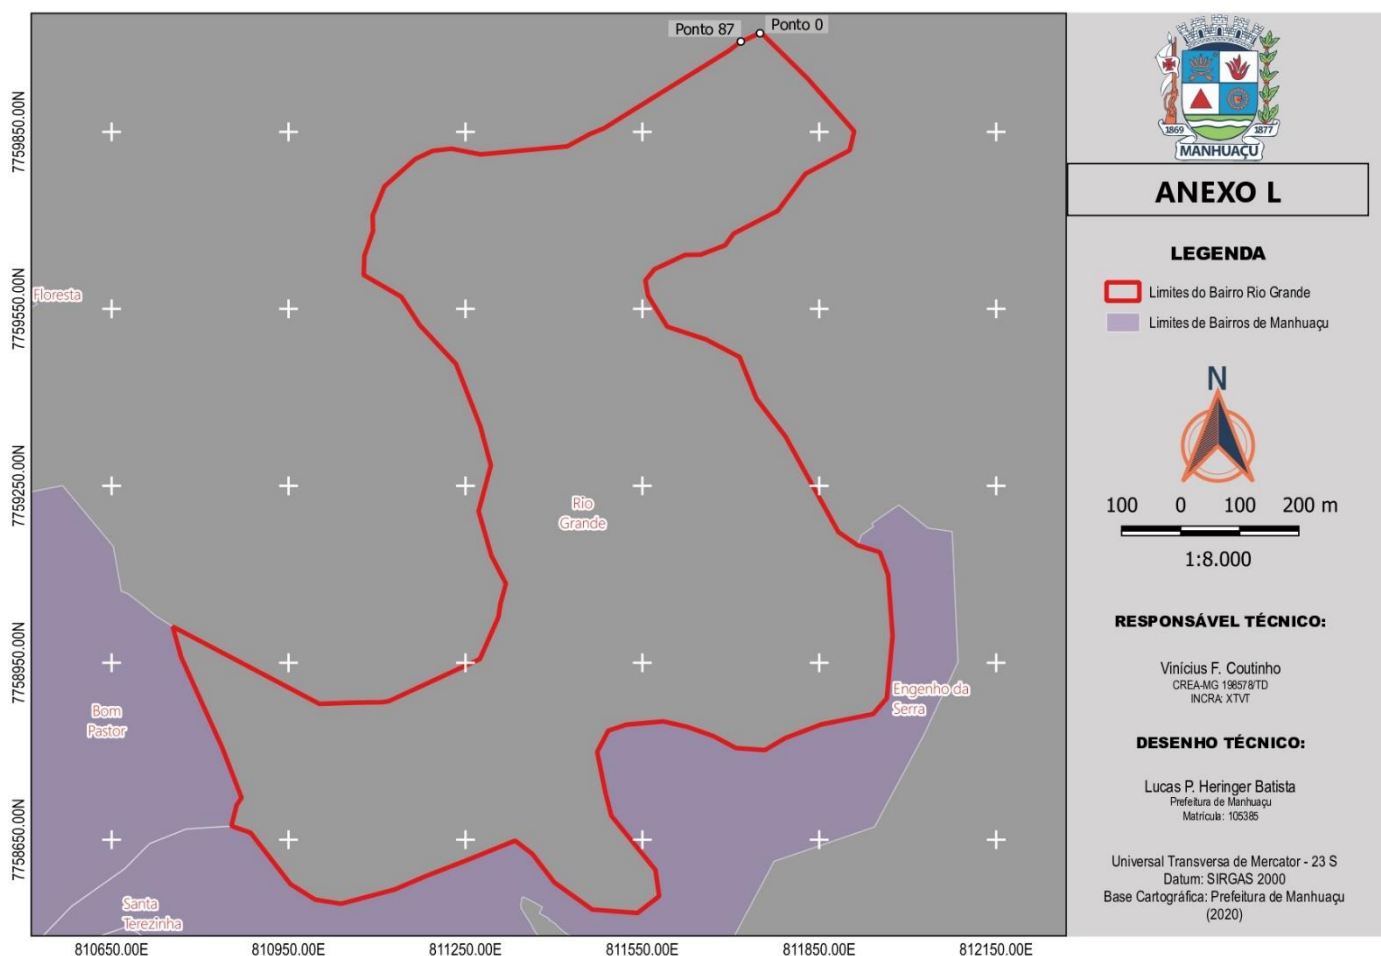 Ponto 87
Ponto 0
7759850.00N
7759550.00N
7759250.00N
7758950.00N
7758650.00N
Floresta
Rio
Grande
Engenho da
Serra
Bom
Pastor
Santa
Terezinha
810650.00E
810950.00E
811250.00E
811550.00E
811850.00E
812150.00E
1869
1877
MANHUAÇU
ANEXO L
LEGENDA
Limites do Bairro Rio Grande
Limites de Bairros de Manhuaçu
N
100 0 100 200 m
1:8.000
RESPONSÁVEL TÉCNICO:
Vinícius F. Coutinho
CREA-MG 198578/TD
INCRA: XTVT
DESENHO TÉCNICO:
Lucas P. Heringer Batista
Prefeitura de Manhuaçu
Matrícula: 105385
Universal Transversa de Mercator - 23 S
Datum: SIRGAS 2000
Base Cartográfica: Prefeitura de Manhuaçu
(2020)